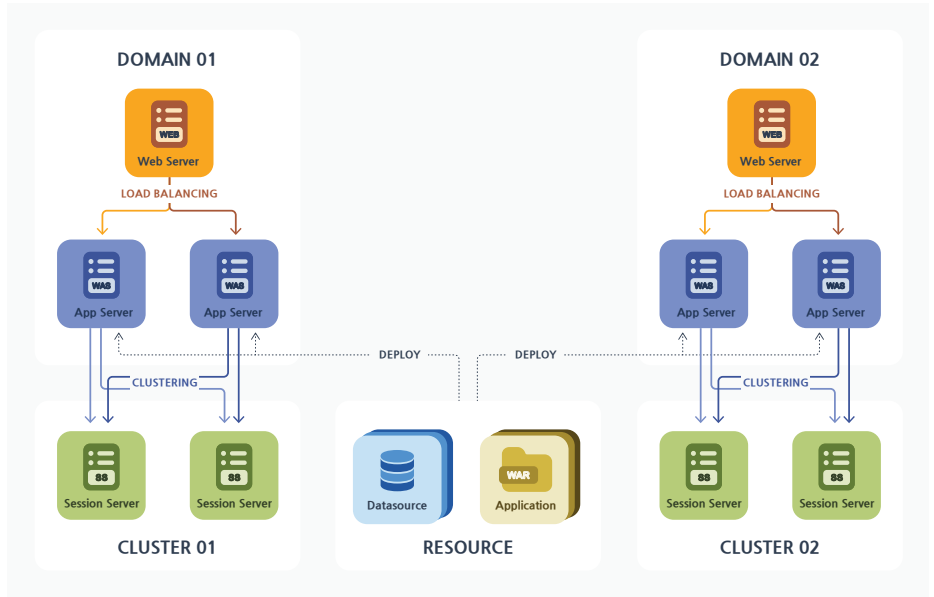 DOMAIN 01
WEB
Web Server
LOAD BALANCING
WAS
App Server
WAS
App Server
DOMAIN 02
WEB
Web Server
LOAD BALANCING
WAS
App Server
WAS
App Server
DEPLOY
DEPLOY
CLUSTERING
CLUSTERING
SS
Session Server
SS
Session Server
CLUSTER 01
Datasource
WAR
Application
RESOURCE
SS
Session Server
SS
Session Server
CLUSTER 02